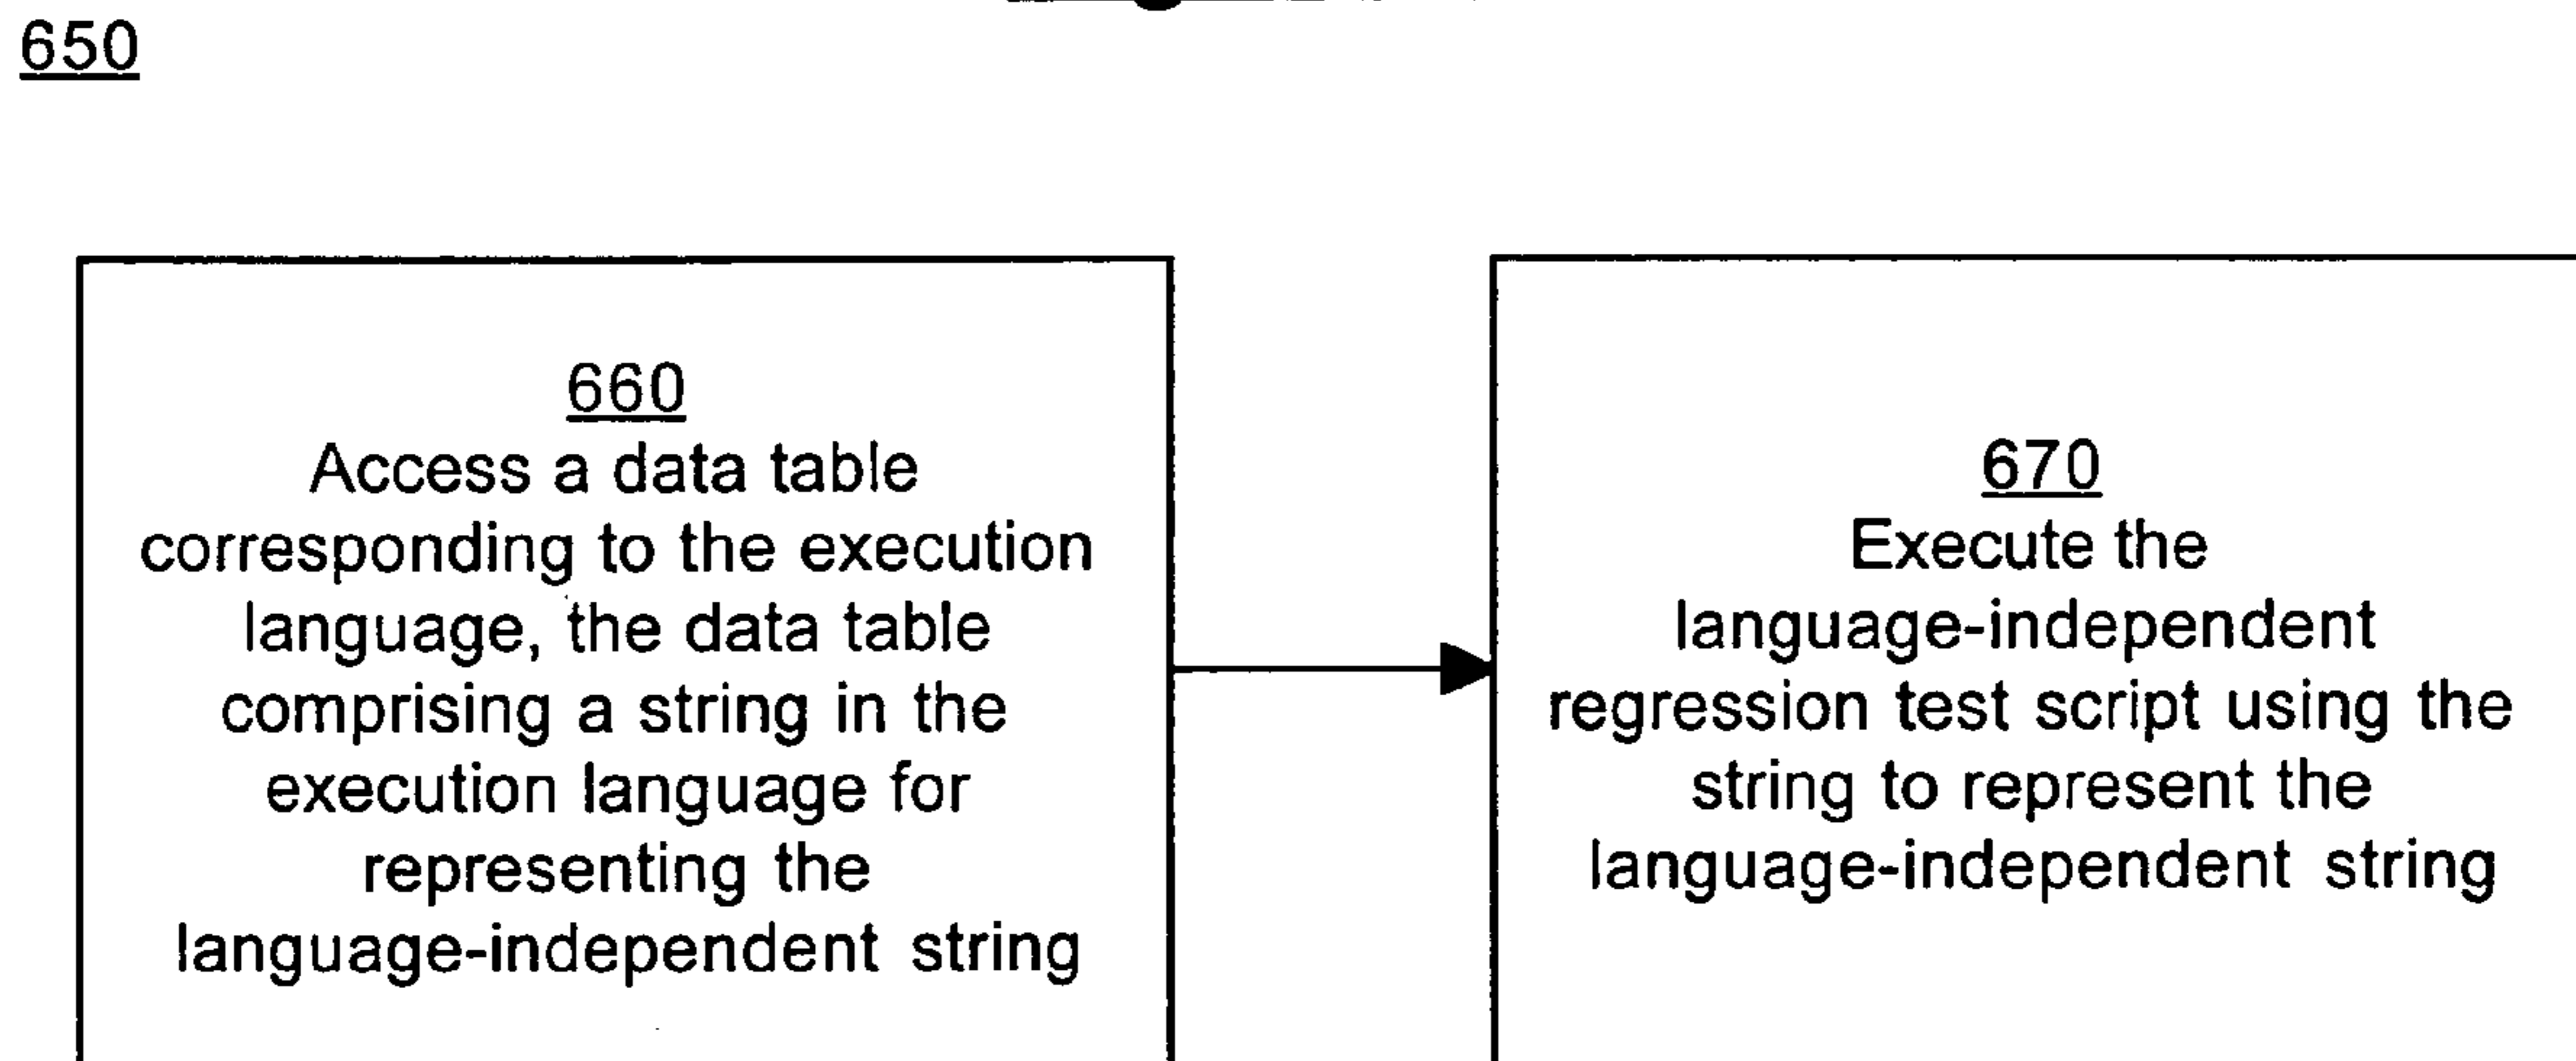 650
660
Access a data table
corresponding to the execution
language, the data table
comprising a string in the
execution language for
representing the
language-independent string
670
Execute the
language-independent
regression test script using the
string to represent the
language-independent string